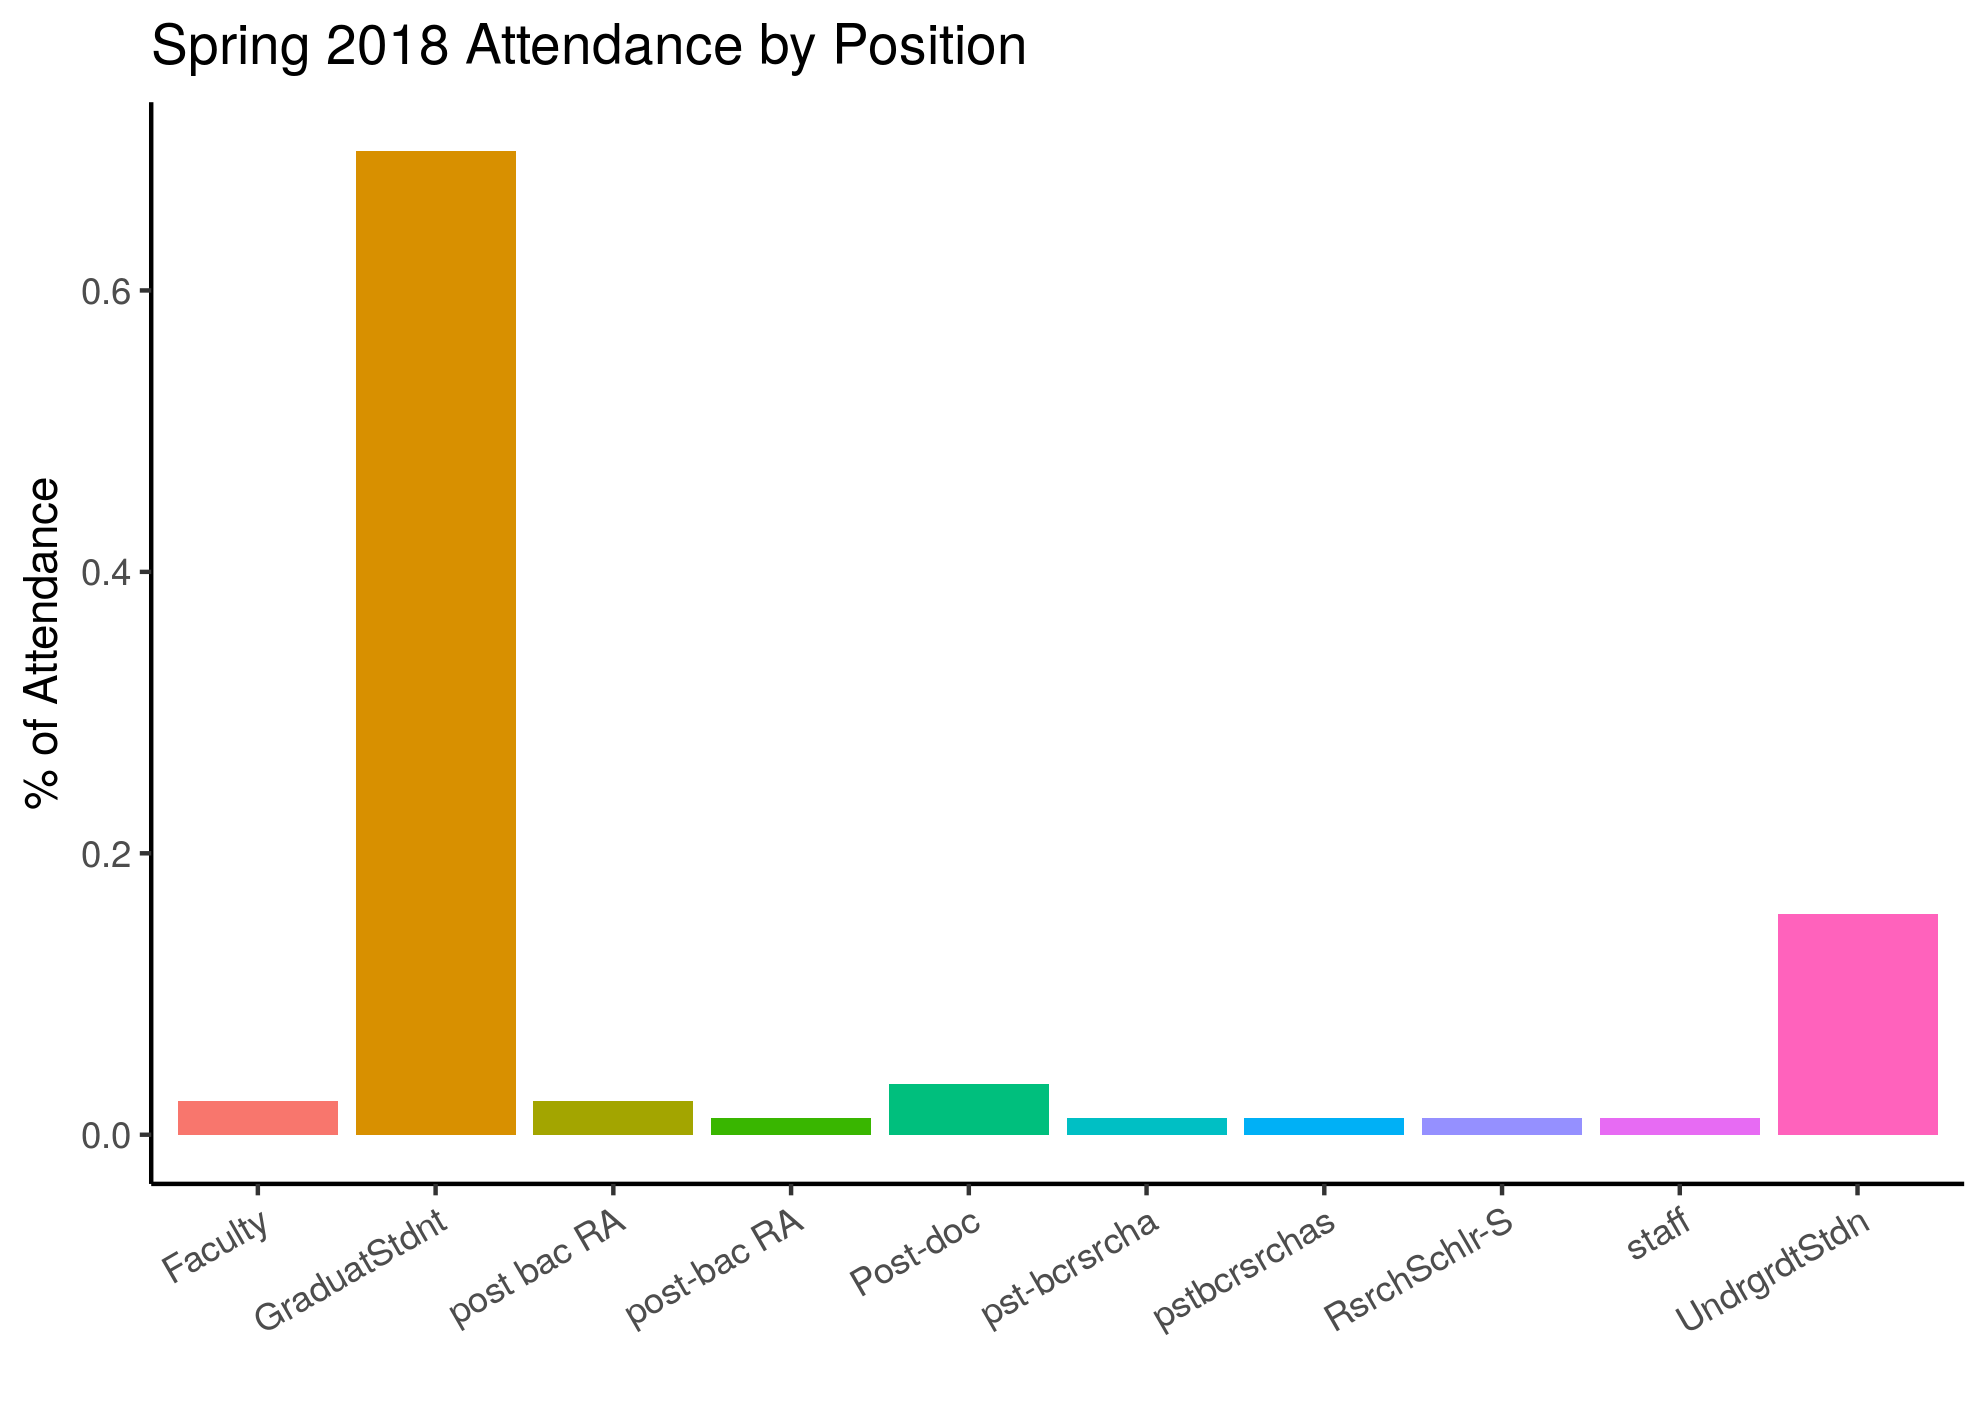 Spring 2018 Attendance by Position
% of Attendance
0.6
0.4
0.2
0.0
Faculty
GraduatStdnt
post bac RA
post-bac RA
Post-doc
pst-bcrsrcha
pstbcrsrchas
RsrchSchlr-S
staff
UndrgrdtStdn